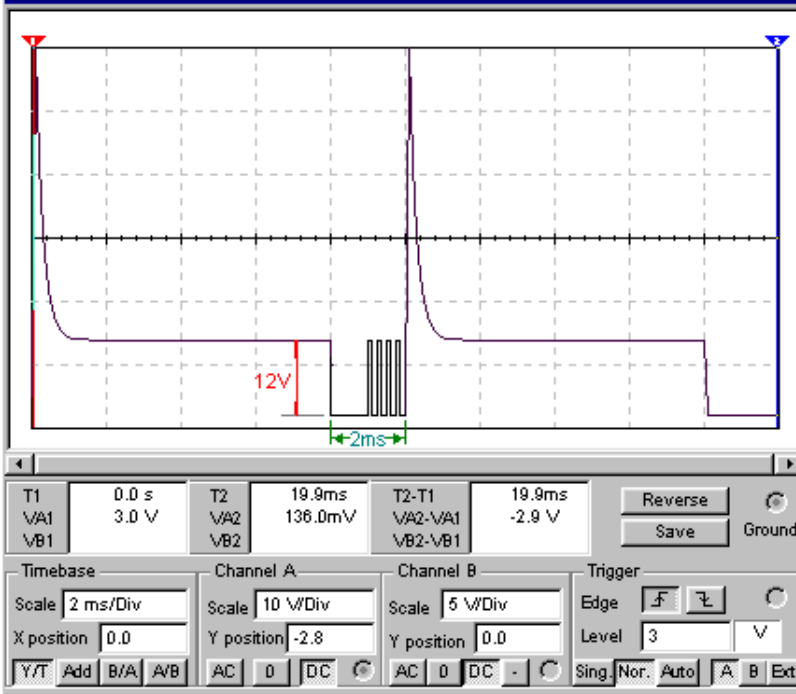 1 2
12V
2ms
T1 0.0 s T2 19.9ms T2-T1 19.9ms Reverse
VA1 3.0 V VA2 136.0mV VA2-VA1 -2.9 V Ground
VB1 VB2 VB2-VB1 Save
Timebase Channel A Channel B Trigger
Scale 2 ms/Div Scale 10 V/Div Scale 5 V/Div Edge
X position 0.0 Y position -2.8 Y position 0.0 Level 3 V
Y/T Add B/A A/B AC 0 DC AC 0 DC - Sing. Nor. Auto A B Ext